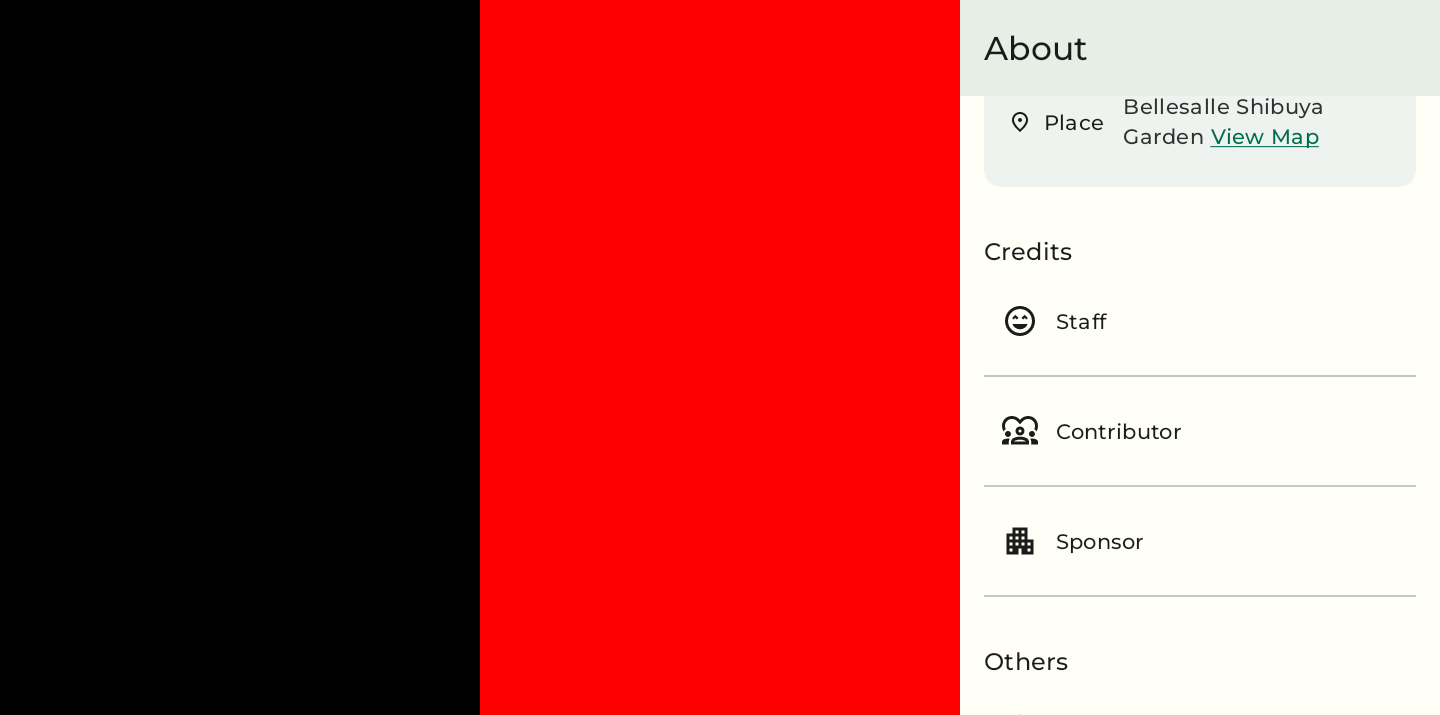 About
Bellesalle Shibuya
Place
Garden View Map
Credits
Staff
Contributor
Sponsor
Others